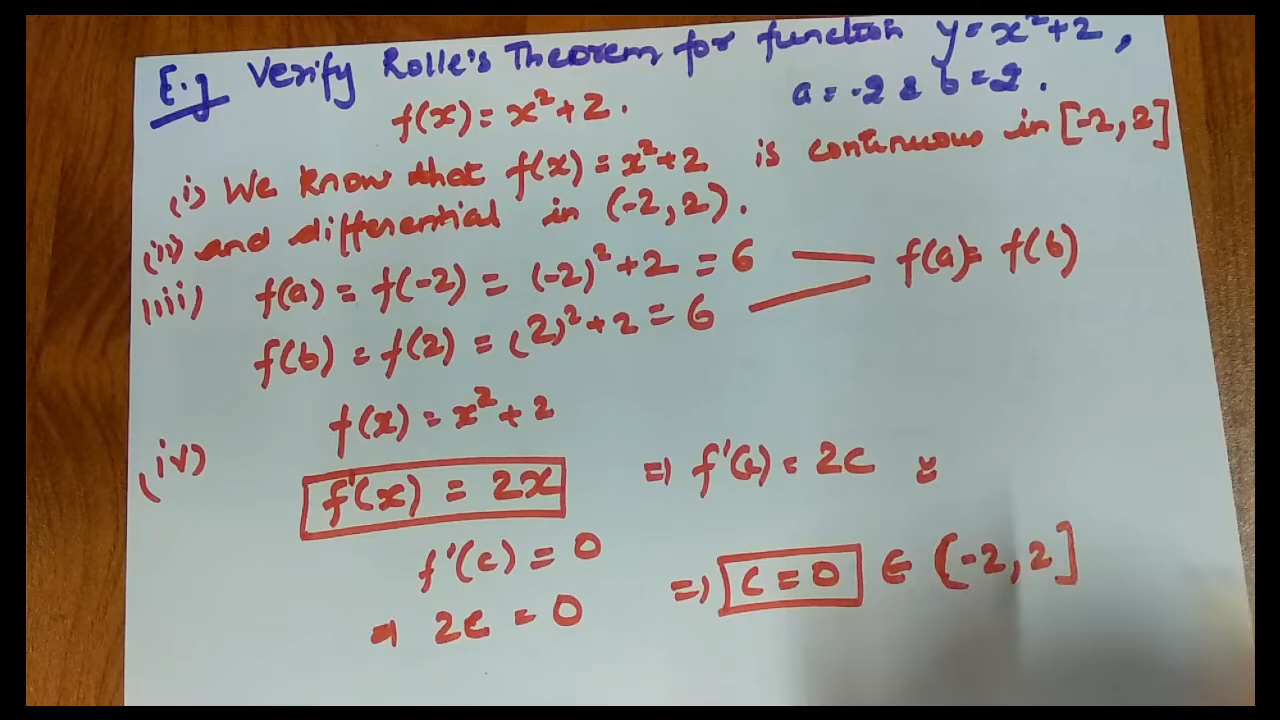 E.g Verify Rolle's Theorem for function y = x²+2,
a = -2 & b = 2.
f(x) = x²+2.
(i) We know that f(x) = x²+2 is continuous in [-2,2]
(ii) and differential in (-2,2).
(iii) f(a) = f(-2) = (-2)²+2 = 6
f(b) = f(2) = (2)²+2 = 6
f(a) = f(b)
f(x) = x²+2
(iv)
f'(x) = 2x ⇒ f'(c) = 2c
f'(c) = 0
⇒ 2c = 0 ⇒ c = 0 ∈ (-2,2]